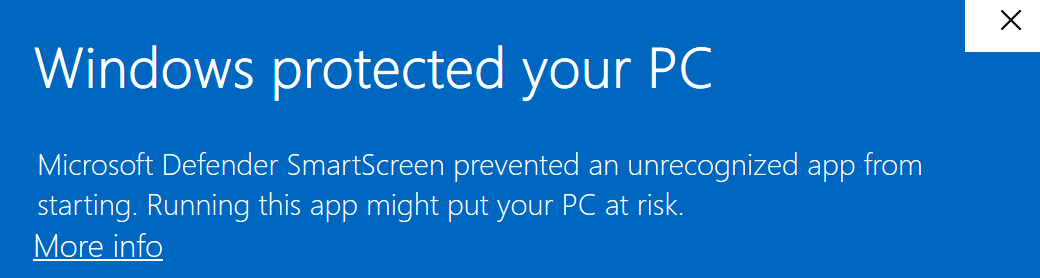 Windows protected your PC
Microsoft Defender SmartScreen prevented an unrecognized app from
starting. Running this app might put your PC at risk.
More info